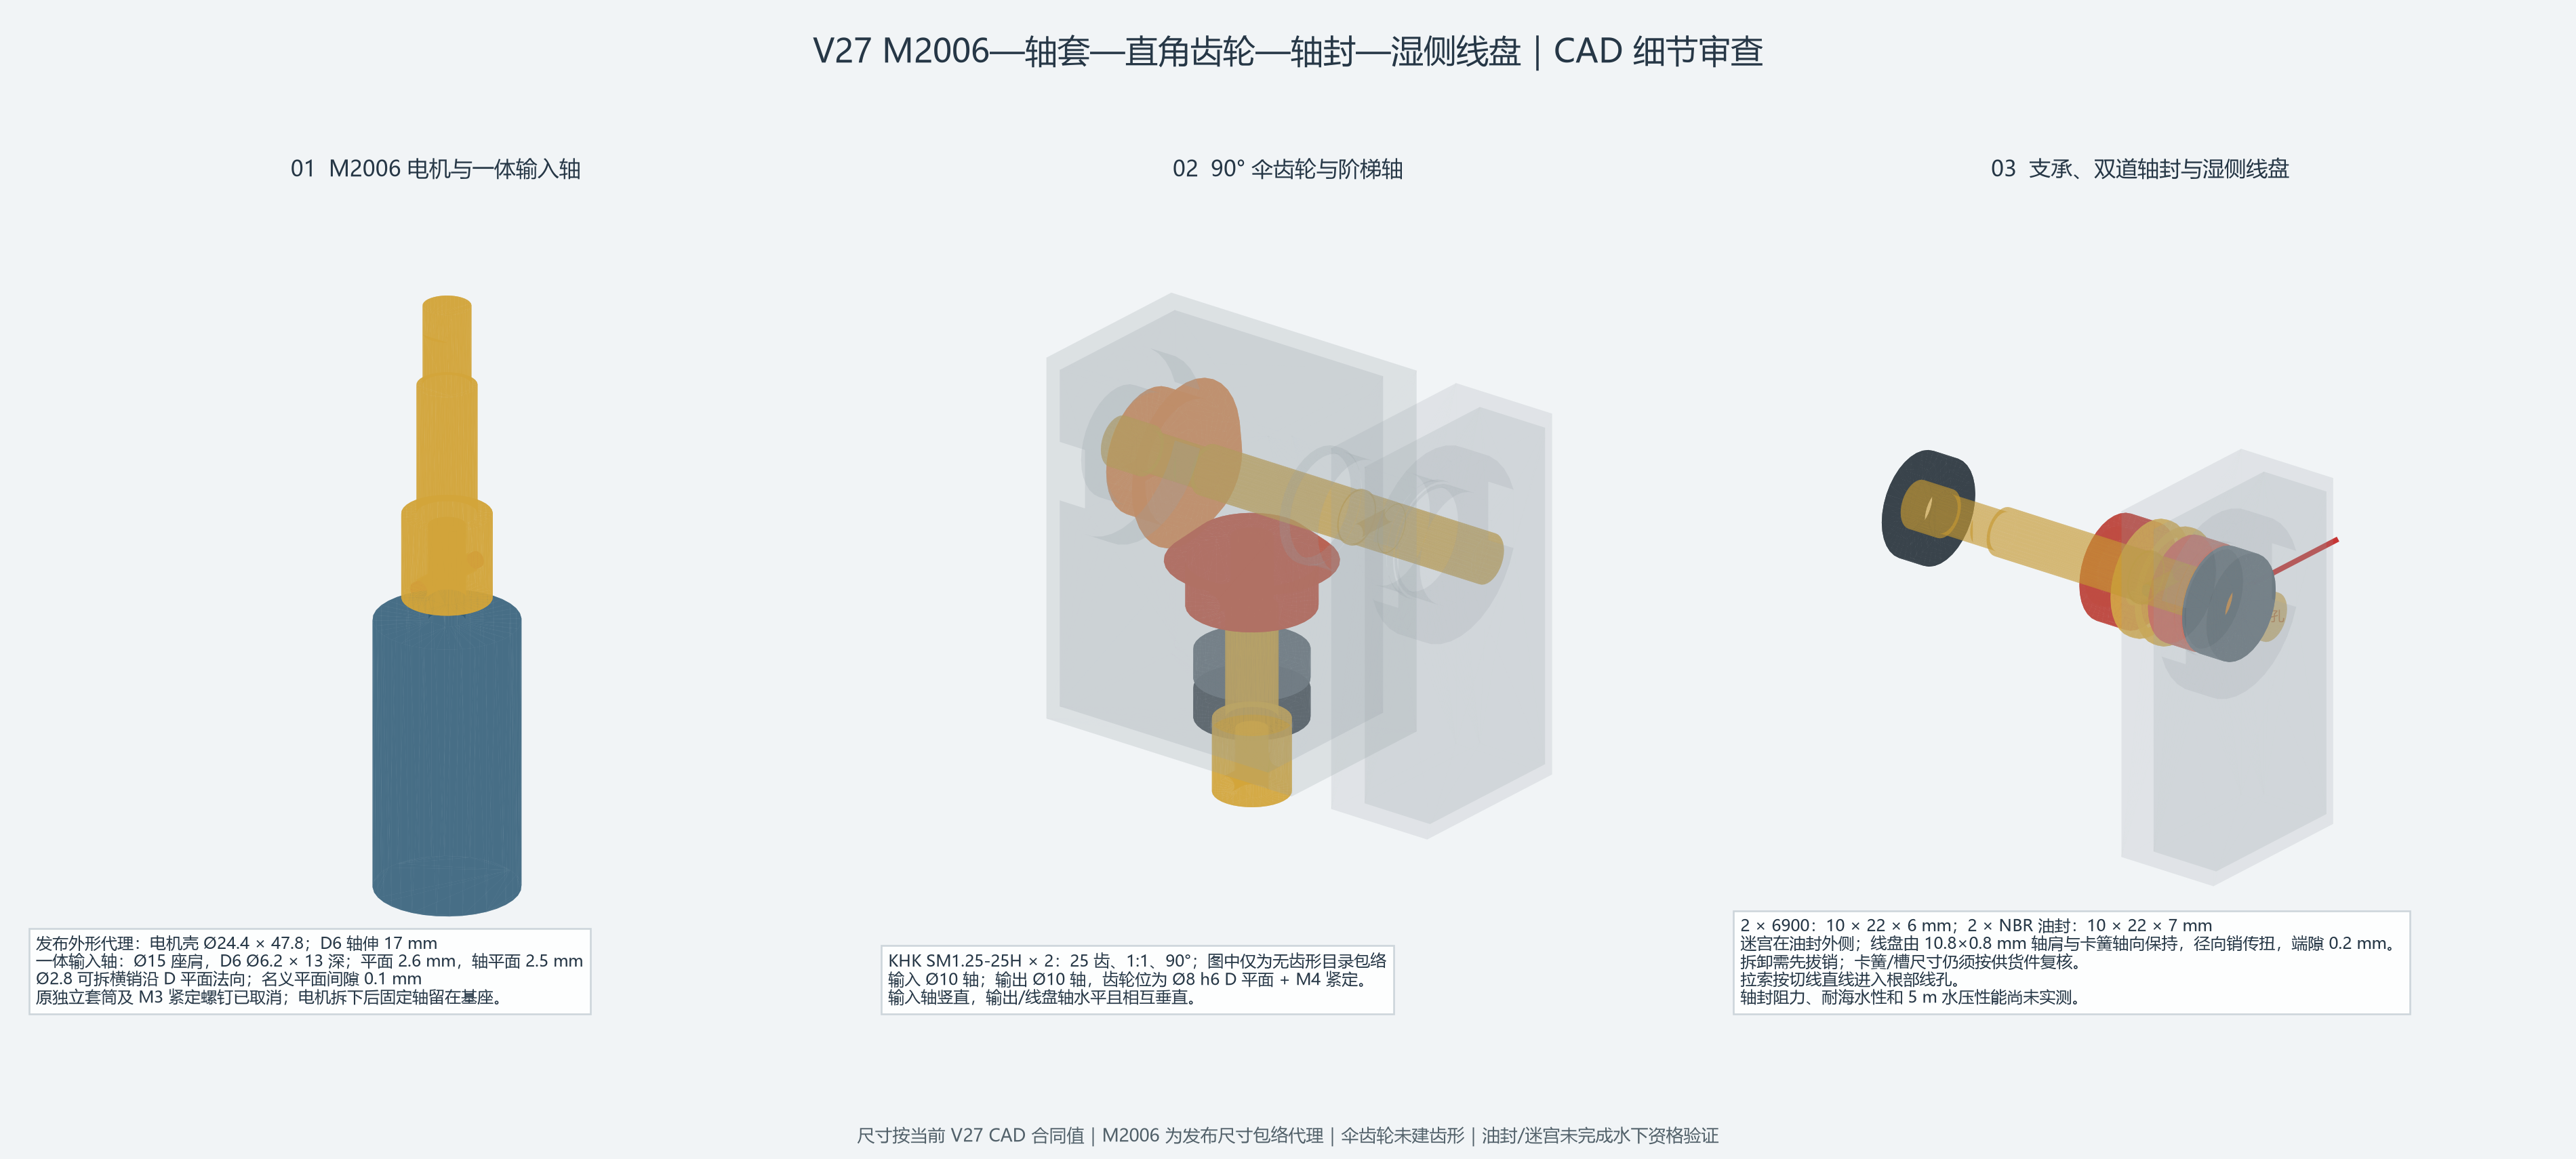 V27 M2006—轴套—直角齿轮—轴封—湿侧线盘｜CAD 细节审查
01 M2006 电机与一体输入轴
02 90° 伞齿轮与阶梯轴
03 支承、双道轴封与湿侧线盘
孔
发布外形代理：电机壳 Ø24.4 × 47.8；D6 轴伸 17 mm
一体输入轴：Ø15 座肩，D6 Ø6.2 × 13 深；平面 2.6 mm，轴平面 2.5 mm
Ø2.8 可拆横销沿 D 平面法向；名义平面间隙 0.1 mm
原独立套筒及 M3 紧定螺钉已取消；电机拆下后固定轴留在基座。
KHK SM1.25-25H × 2：25 齿、1:1、90°；图中仅为无齿形目录包络
输入 Ø10 轴；输出 Ø10 轴，齿轮位为 Ø8 h6 D 平面 + M4 紧定。
输入轴竖直，输出/线盘轴水平且相互垂直。
2 × 6900：10 × 22 × 6 mm；2 × NBR 油封：10 × 22 × 7 mm
迷宫在油封外侧；线盘由 10.8×0.8 mm 轴肩与卡簧轴向保持，径向销传扭，端隙 0.2 mm。
拆卸需先拔销；卡簧/槽尺寸仍须按供货件复核。
拉索按切线直线进入根部线孔。
轴封阻力、耐海水性和 5 m 水压性能尚未实测。
尺寸按当前 V27 CAD 合同值｜M2006 为发布尺寸包络代理｜伞齿轮未建齿形｜油封/迷宫未完成水下资格验证